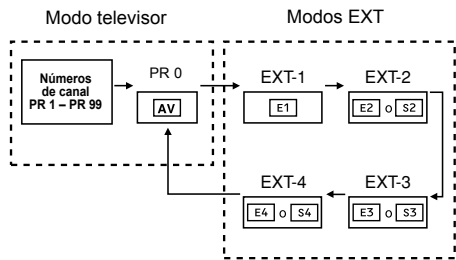 Modo televisor
Modos EXT
Números
de canal
PR 1 – PR 99
PR 0
AV
EXT-1
E1
EXT-2
E2 o S2
EXT-4
E4 o S4
EXT-3
E3 o S3